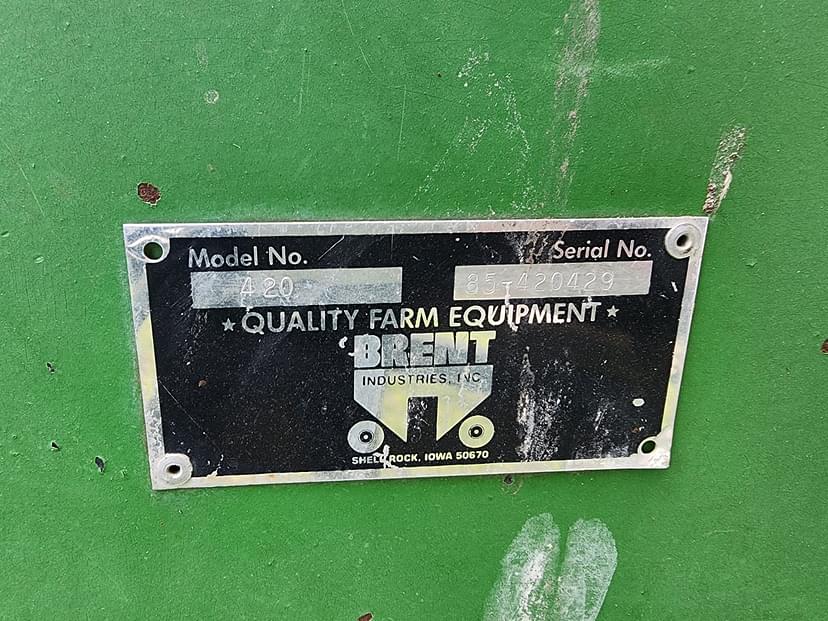 Model No. Serial No.
420 85-420429
★ QUALITY FARM EQUIPMENT ★
BRENT
INDUSTRIES, INC
SHELL ROCK, IOWA 50670